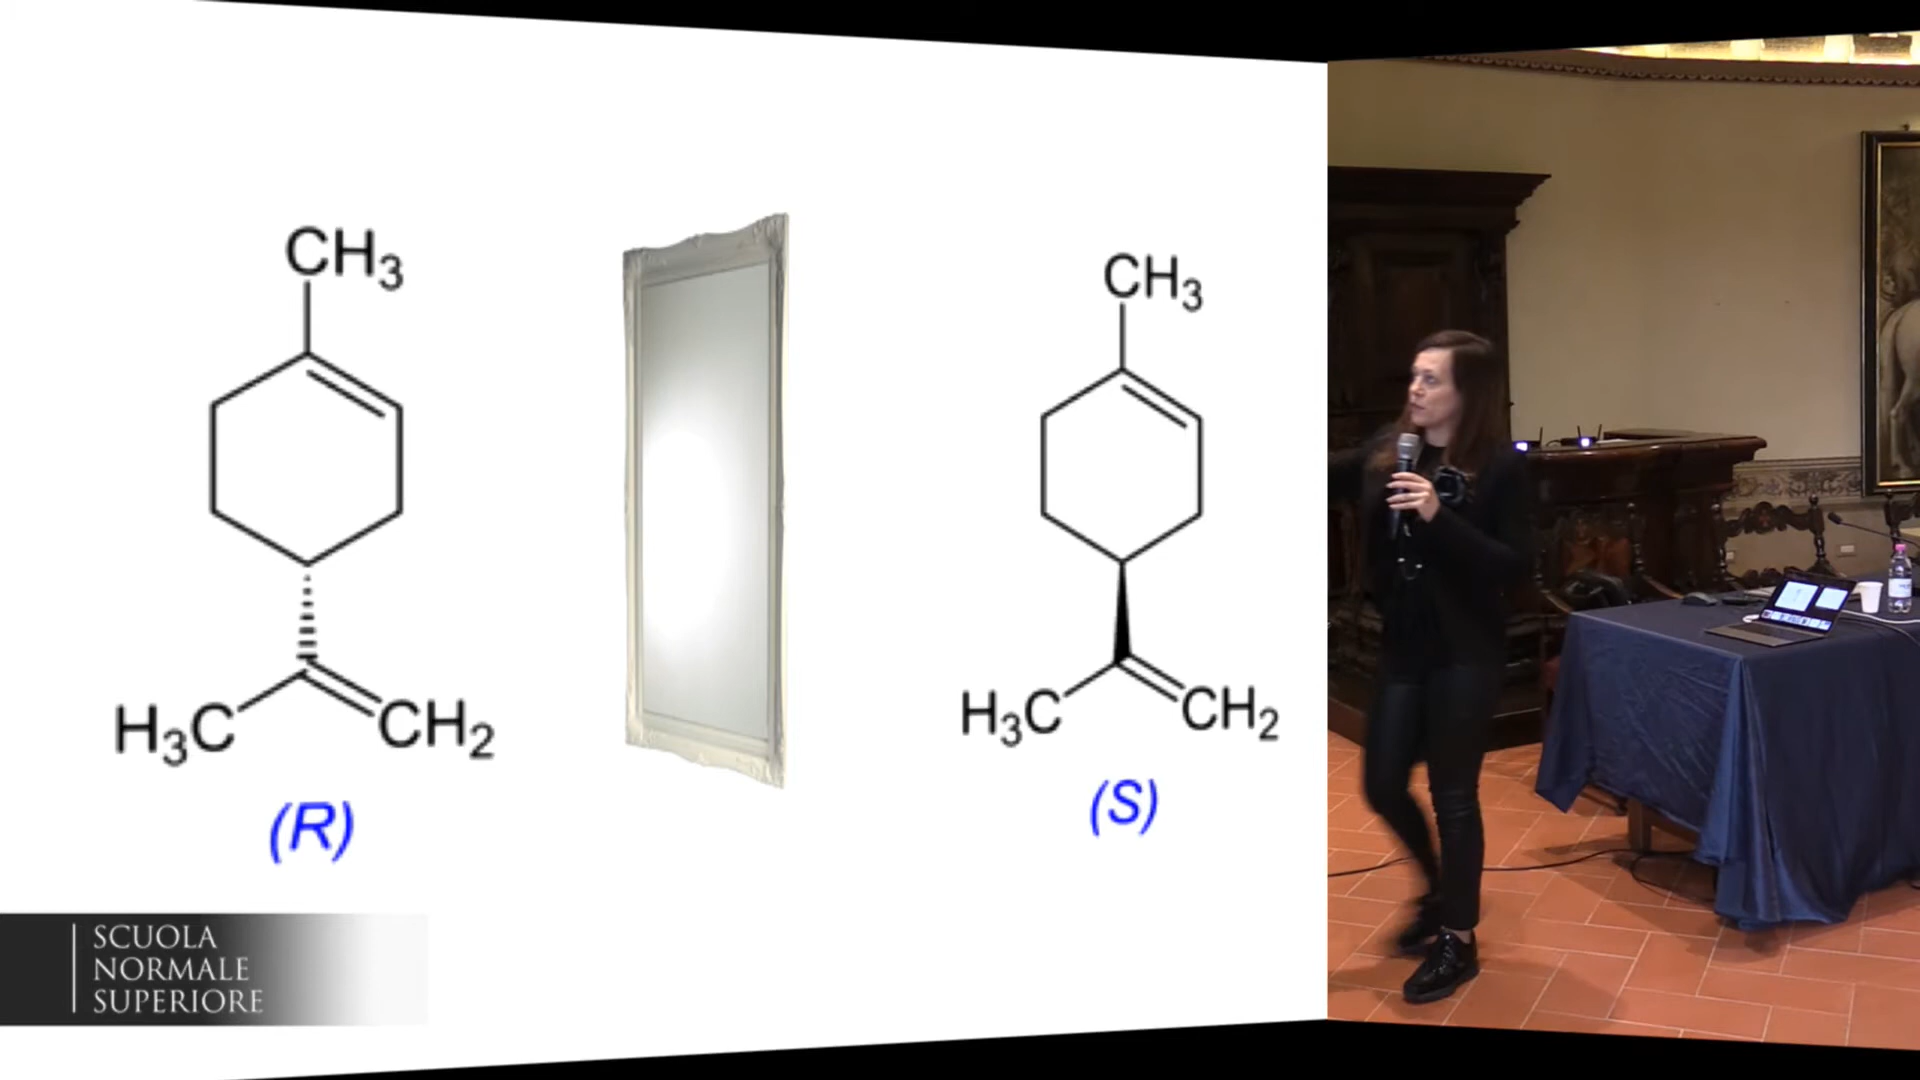 CH3
H3C
CH2
(R)
CH3
H3C
CH2
(S)
SCUOLA
NORMALE
SUPERIORE